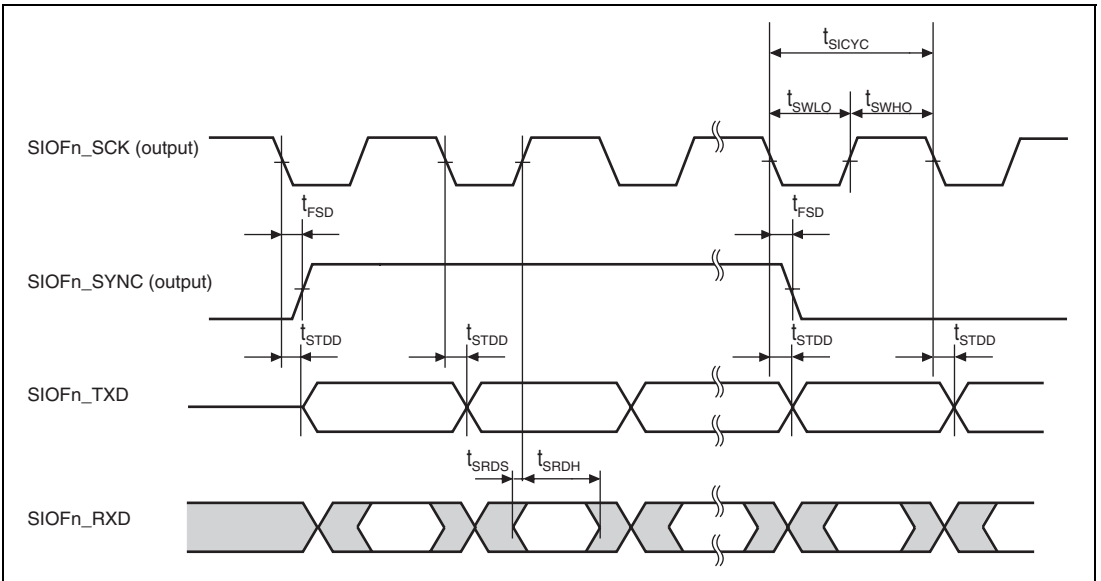 tSICYC
tSWLO tSWHO
SIOFn_SCK (output)
tFSD tFSD
SIOFn_SYNC (output)
tSTDD tSTDD tSTDD tSTDD
SIOFn_TXD
tSRDS tSRDH
SIOFn_RXD